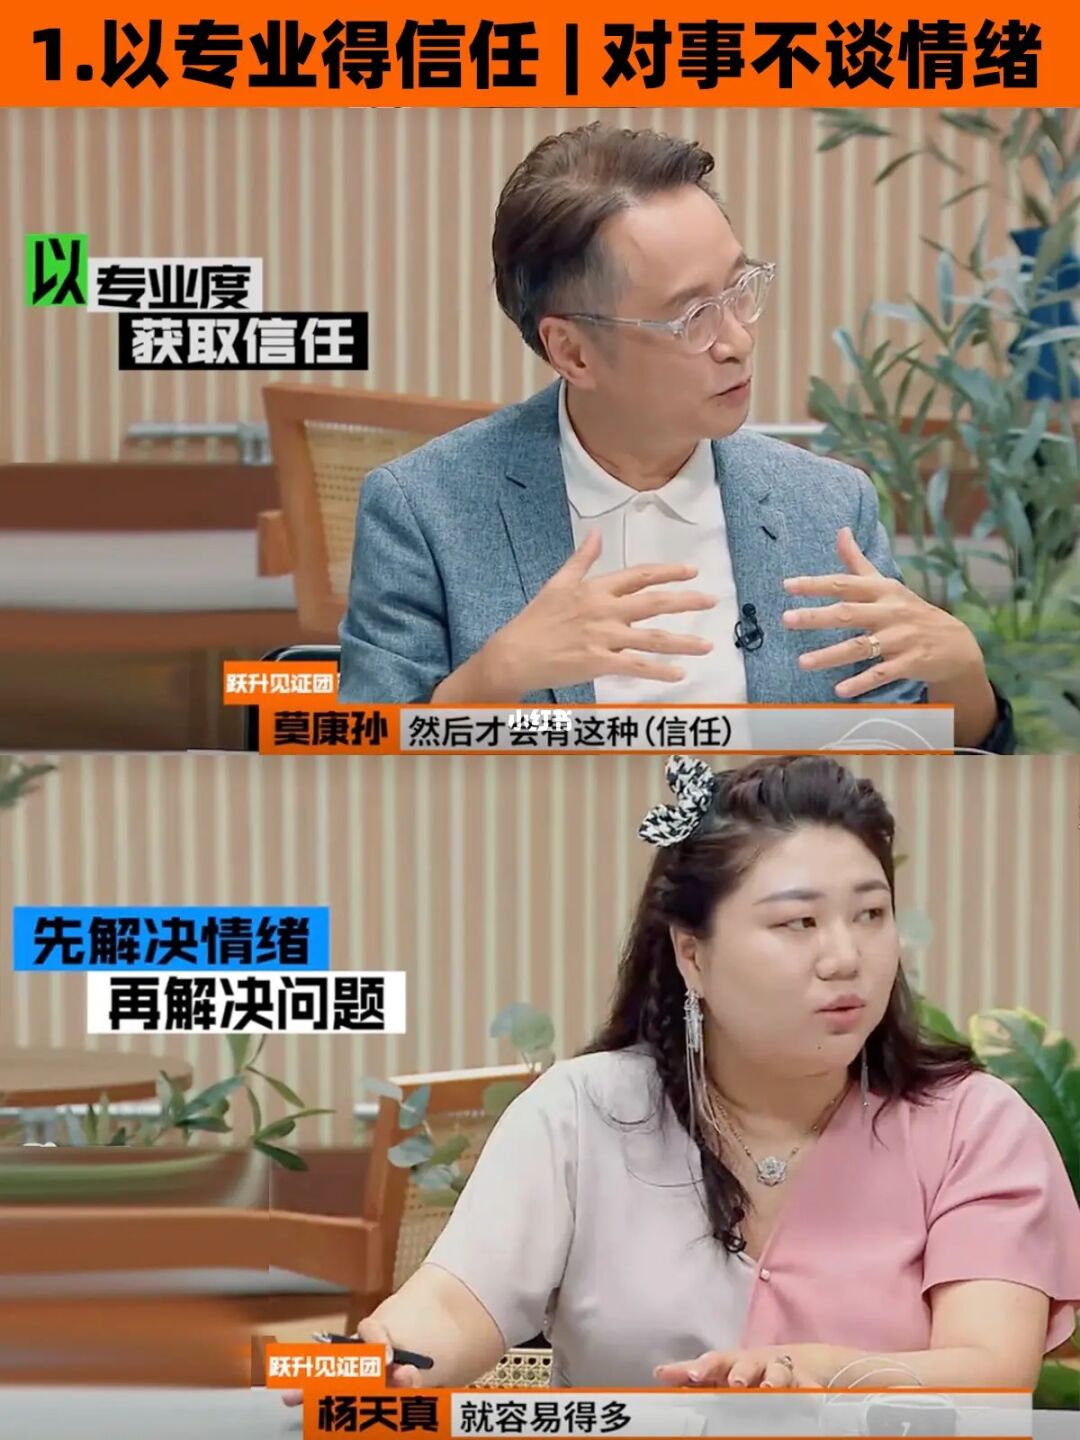 1.以专业得信任 | 对事不谈情绪
以专业度
获取信任
跃升见证团
莫康孙 然后才会有这种(信任)
小红书
先解决情绪
再解决问题
跃升见证团
杨天真 就容易得多